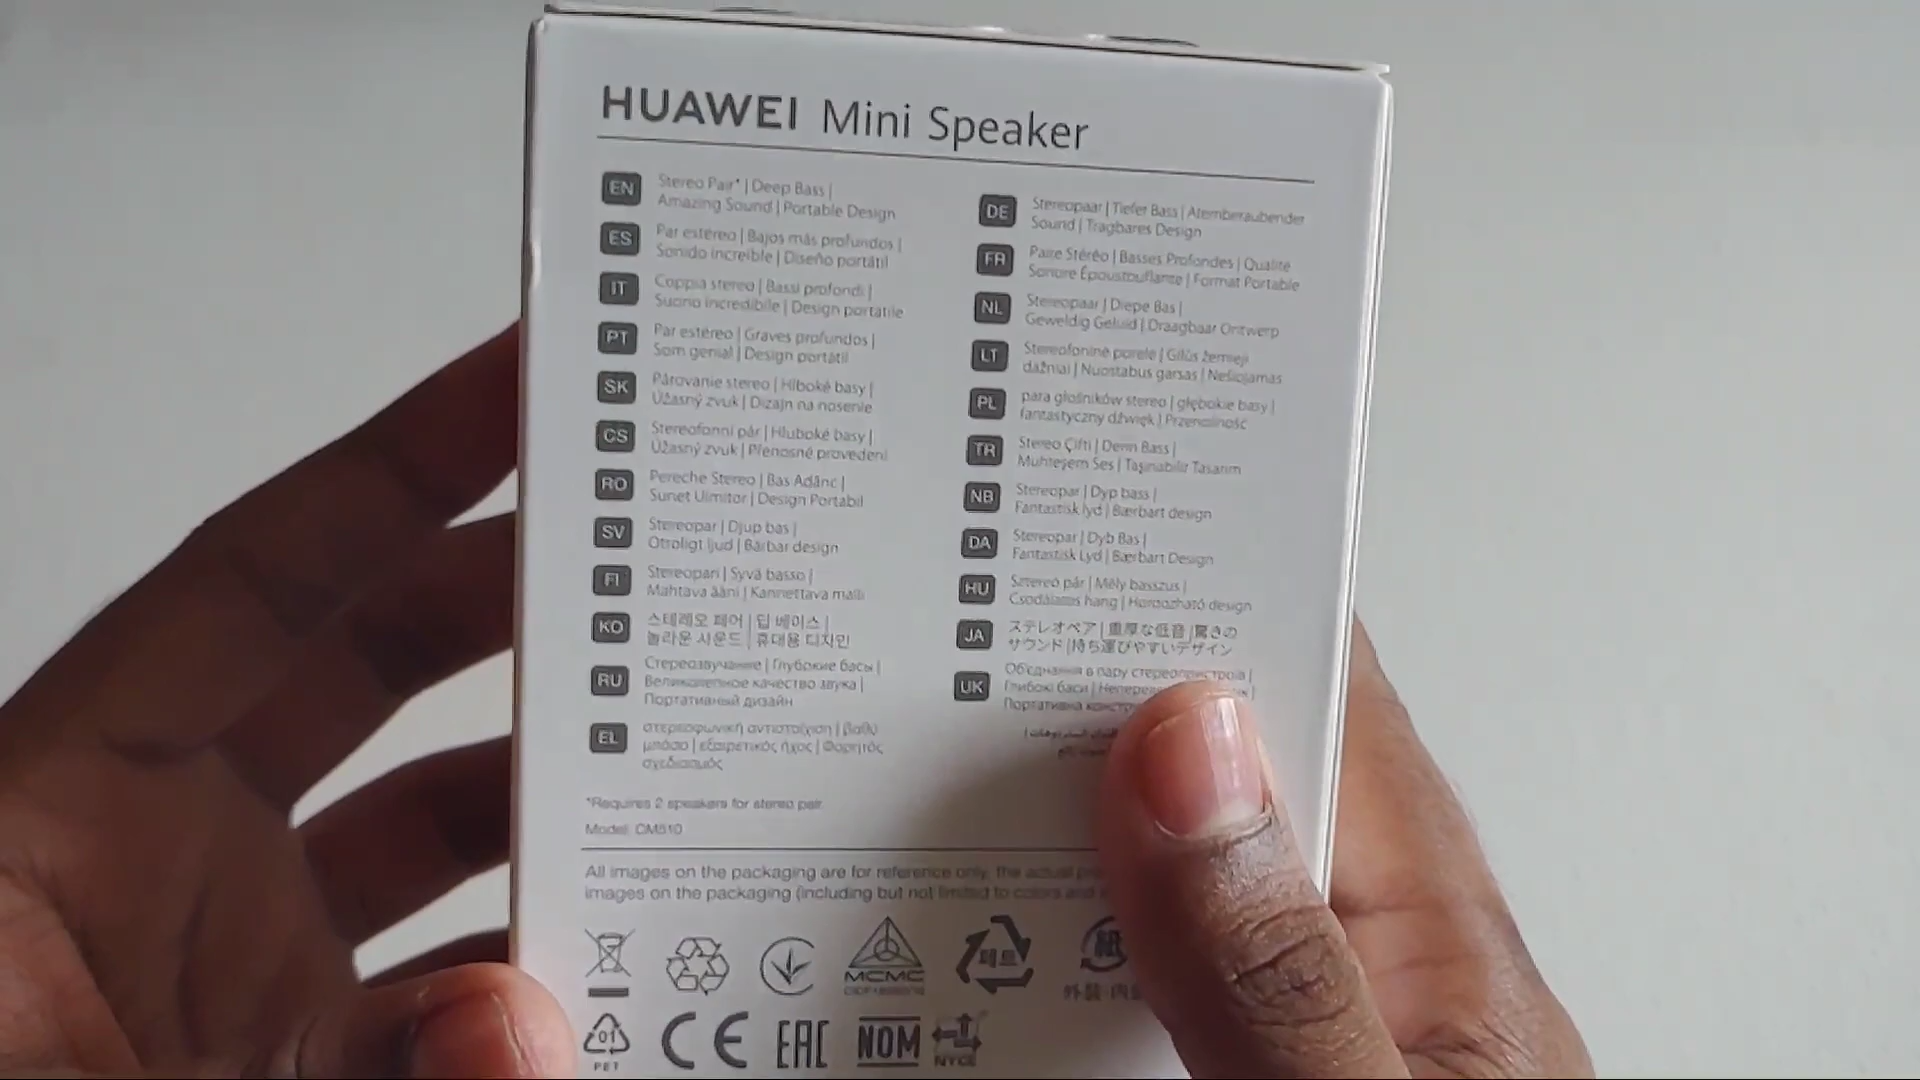 HUAWEI Mini Speaker
EN
Stereo Pair* | Deep Bass |
Amazing Sound | Portable Design
ES
Par estéreo | Bajos más profundos |
Sonido increíble | Diseño portátil
IT
Coppia stereo | Bassi profondi |
Suono incredibile | Design portatile
PT
Par estéreo | Graves profundos |
Som genial | Design portátil
SK
Párovanie stereo | Hlboké basy |
Úžasný zvuk | Dizajn na nosenie
CS
Stereofonní pár | Hluboké basy |
Úžasný zvuk | Přenosné provedení
RO
Pereche Stereo | Bas Adânc |
Sunet Uimitor | Design Portabil
SV
Stereopar | Djup bas |
Otroligt ljud | Bärbar design
FI
Stereopari | Syvä basso |
Mahtava ääni | Kannettava malli
KO
스테레오 페어 | 딥 베이스 |
놀라운 사운드 | 휴대용 디자인
RU
Стереозвучание | Глубокие басы |
Великолепное качество звука |
Портативный дизайн
EL
στερεοφωνική αντιστοίχιση | βαθύ
μπάσο | εξαιρετικός ήχος | Φορητός
σχεδιασμός
DE
Stereopaar | Tiefer Bass | Atemberaubender
Sound | Tragbares Design
FR
Paire Stéréo | Basses Profondes | Qualité
Sonore Époustouflante | Format Portable
NL
Stereopaar | Diepe Bas |
Geweldig Geluid | Draagbaar Ontwerp
LT
Stereofoninė porelė | Gilūs žemieji
dažniai | Nuostabus garsas | Nešiojamas
PL
para głośników stereo | głębokie basy |
fantastyczny dźwięk | Przenośność
TR
Stereo Çifti | Derin Bass |
Muhteşem Ses | Taşınabilir Tasarım
NB
Stereopar | Dyp bass |
Fantastisk lyd | Bærbart design
DA
Stereopar | Dyb Bas |
Fantastisk Lyd | Bærbart Design
HU
Sztereó pár | Mély basszus |
Csodálatos hang | Hordozható design
JA
ステレオペア | 重厚な低音 | 驚きの
サウンド | 持ち運びやすいデザイン
UK
Об'єднання в пару стереопристроїв |
Глибокі баси |
Портативна
*Requires 2 speakers for stereo pair
Model: CM510
All images on the packaging are for reference only, the actual
images on the packaging (including but not limited to colors and
MCMC
페트
紙
外装
01
PET
CE
EAC
NOM
NYCE